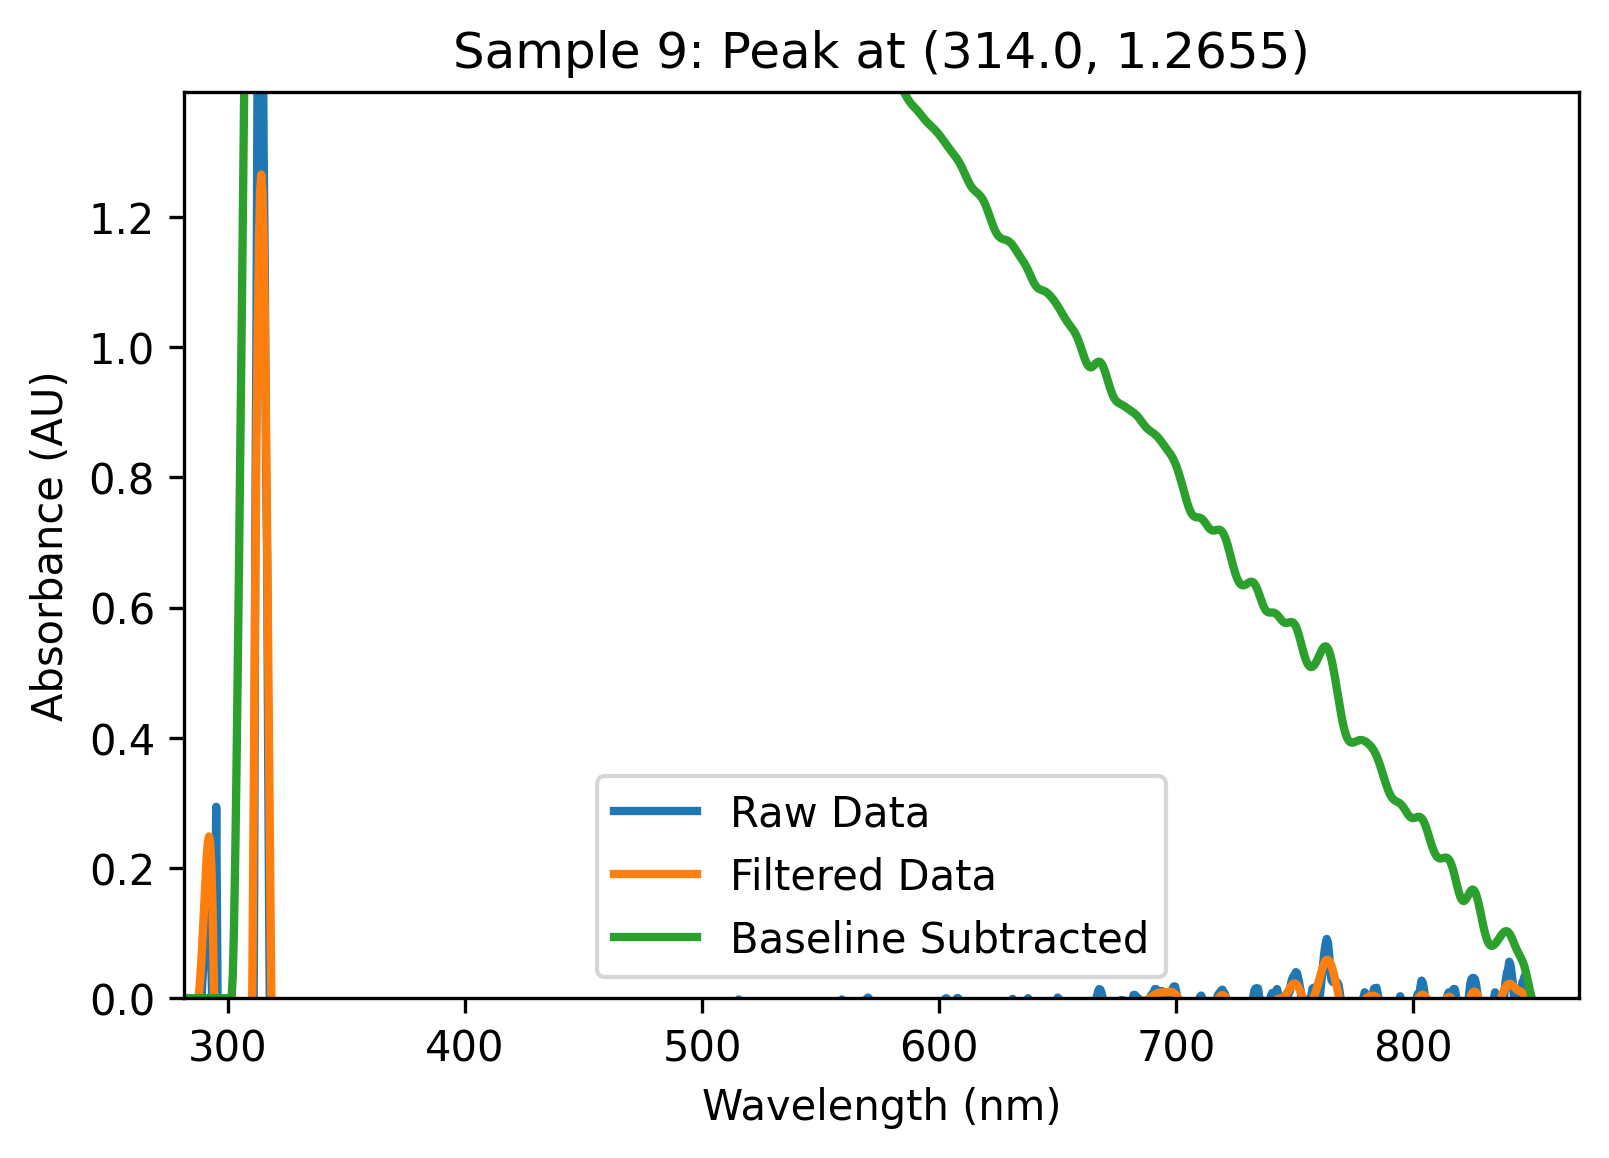 Sample 9: Peak at (314.0, 1.2655)
Absorbance (AU)
1.2
1.0
0.8
0.6
0.4
0.2
0.0
Raw Data
Filtered Data
Baseline Subtracted
300 400 500 600 700 800
Wavelength (nm)